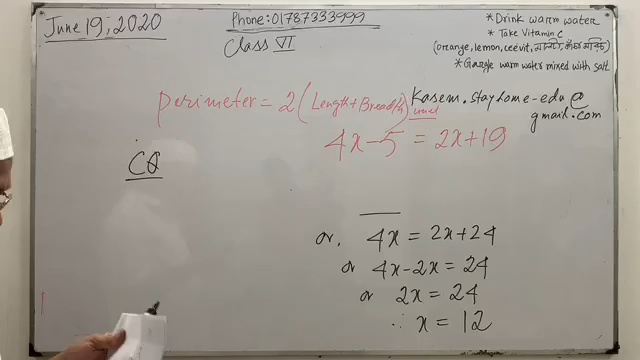 June 19, 2020
Phone: 01787333999
Class VI
* Drink warm water
* Take Vitamin C
(orange, lemon, ceevit,
* Gargle warm water mixed with salt
Perimeter = 2 (Length + Breadth) unit
Kasem.stayhome-edu@
gmail.com
4x - 5 = 2x + 19
CQ
or, 4x = 2x + 24
or 4x - 2x = 24
or 2x = 24
∴ x = 12